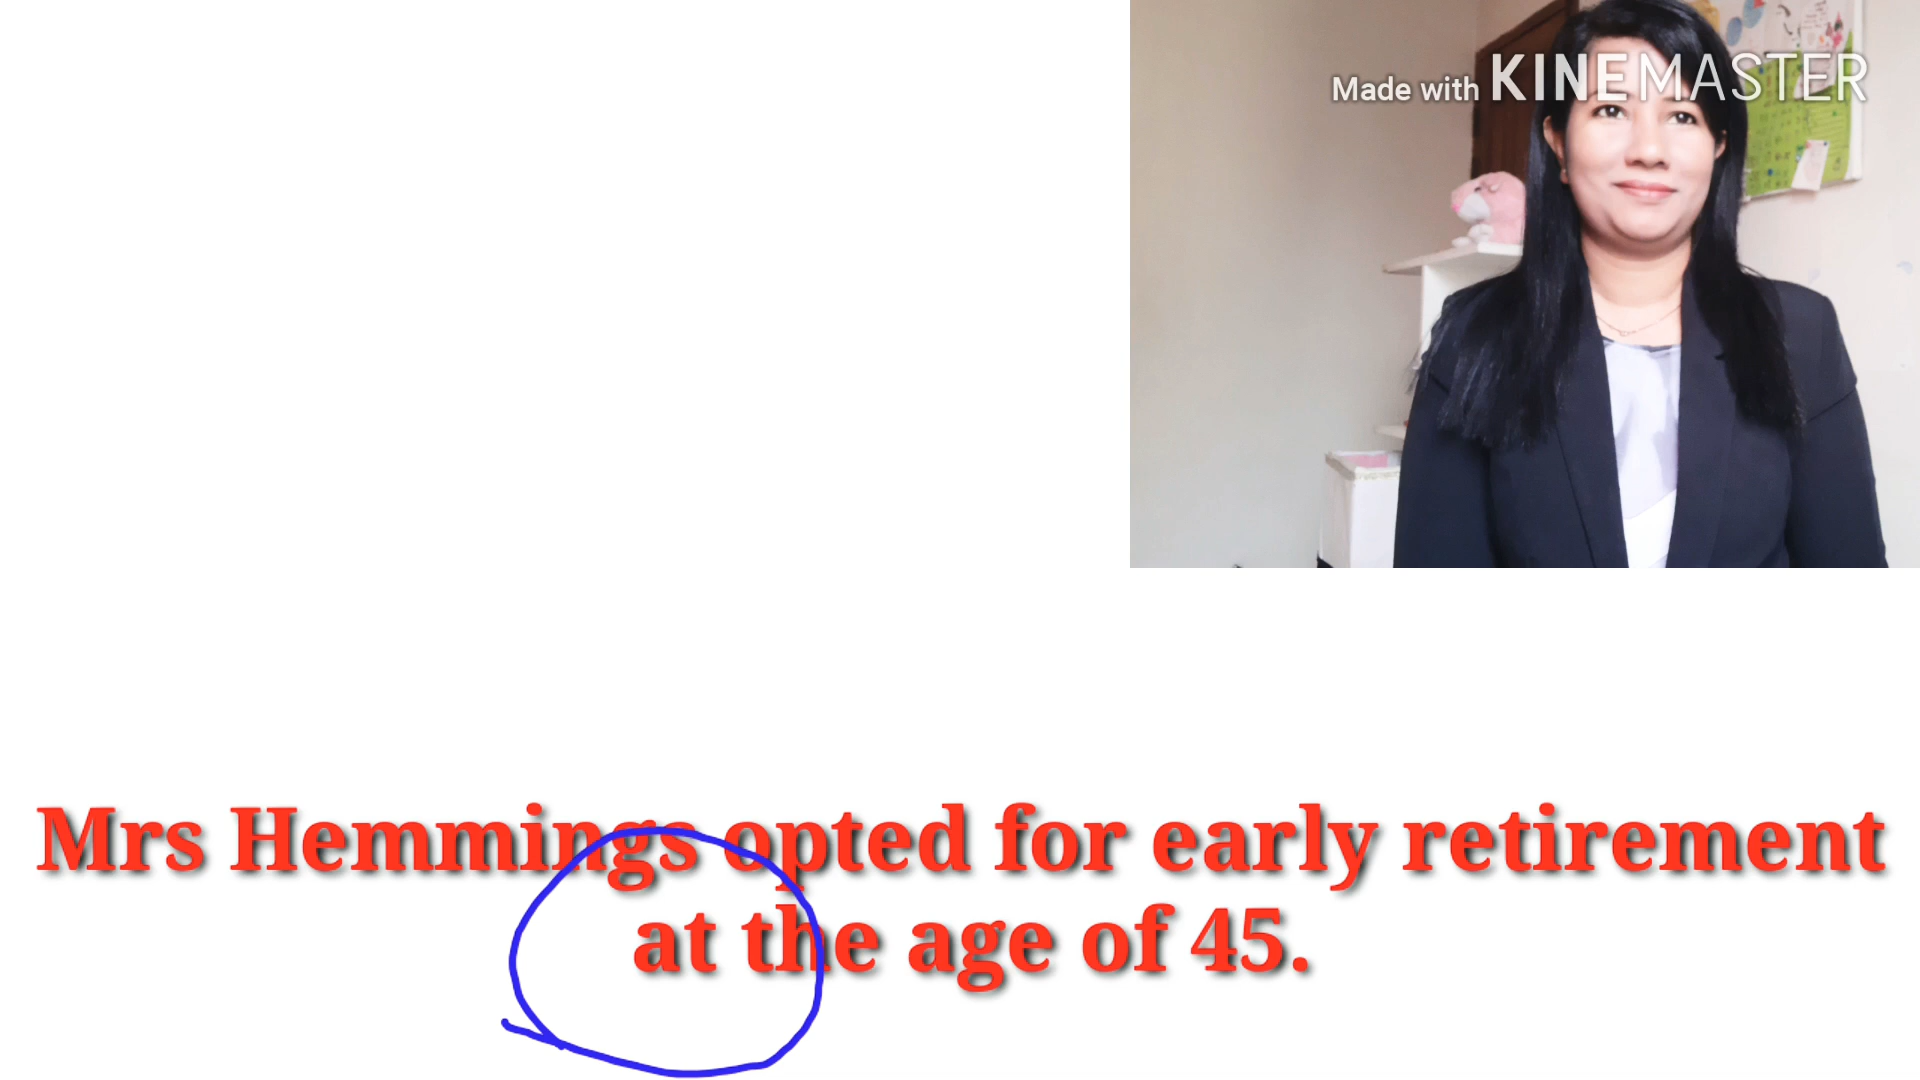 Made with KINEMASTER
Mrs Hemmings opted for early retirement
at the age of 45.